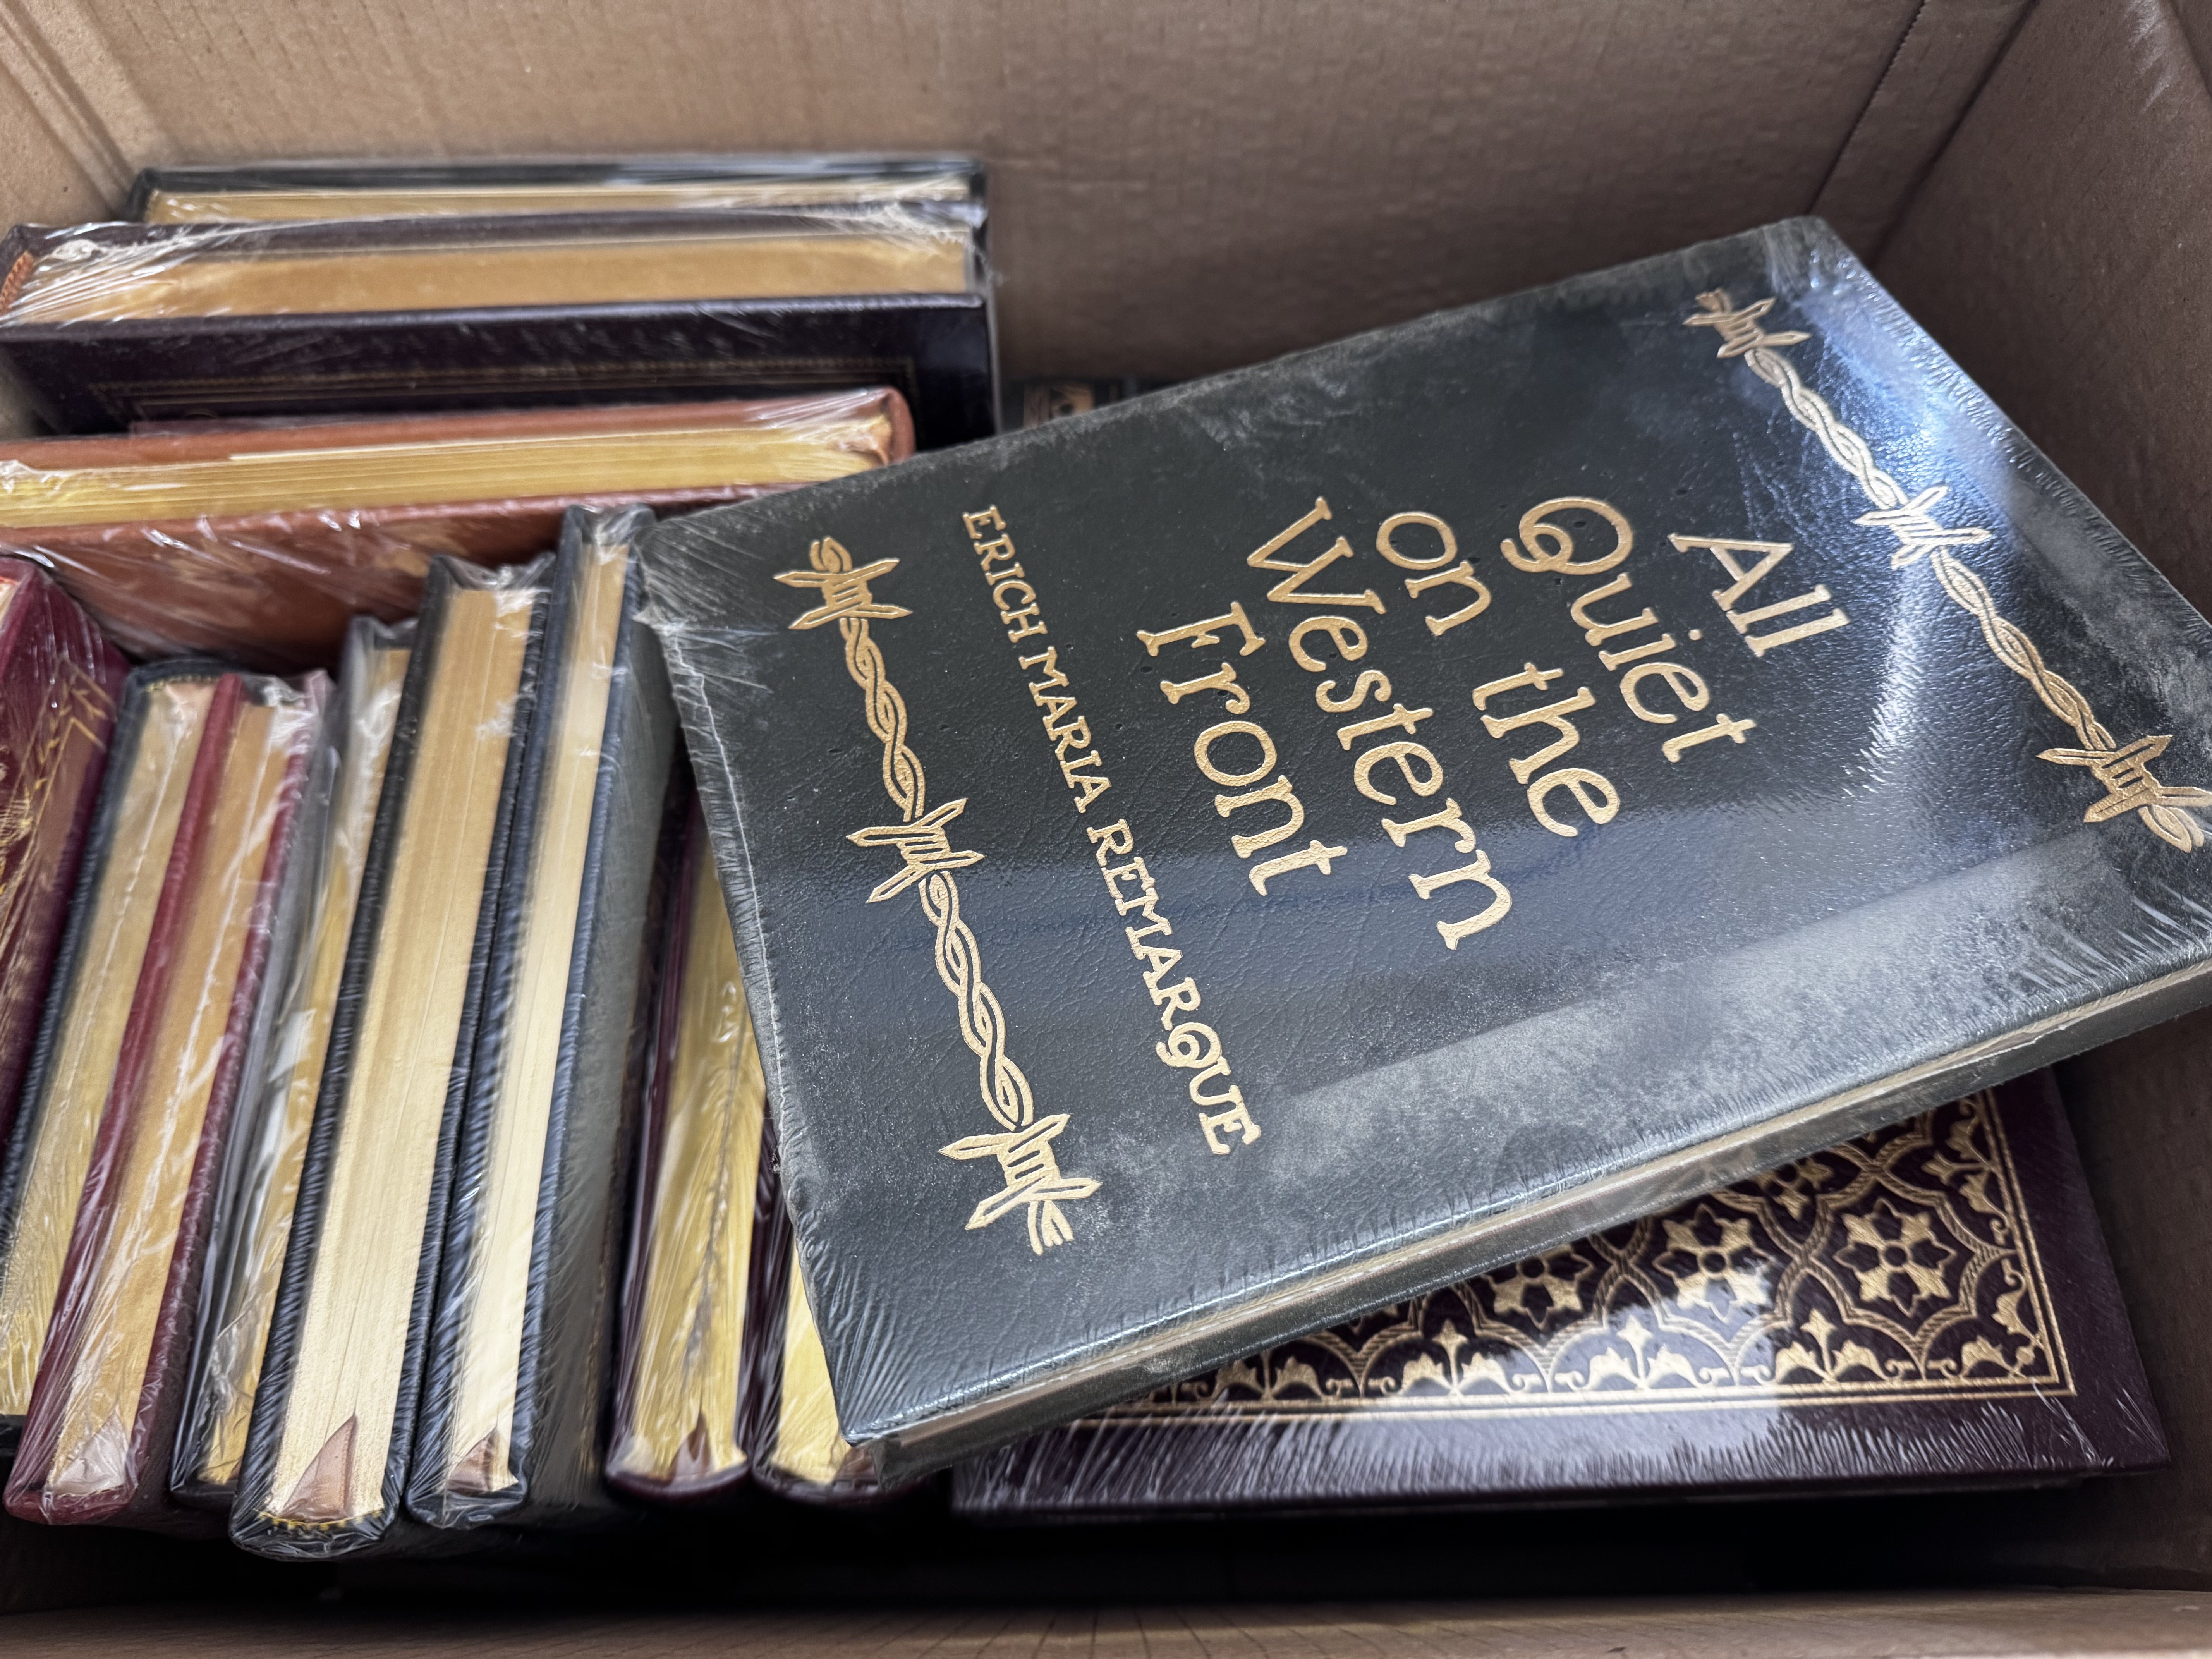 All
Quiet
on the
Western
Front
ERICH MARIA REMARQUE